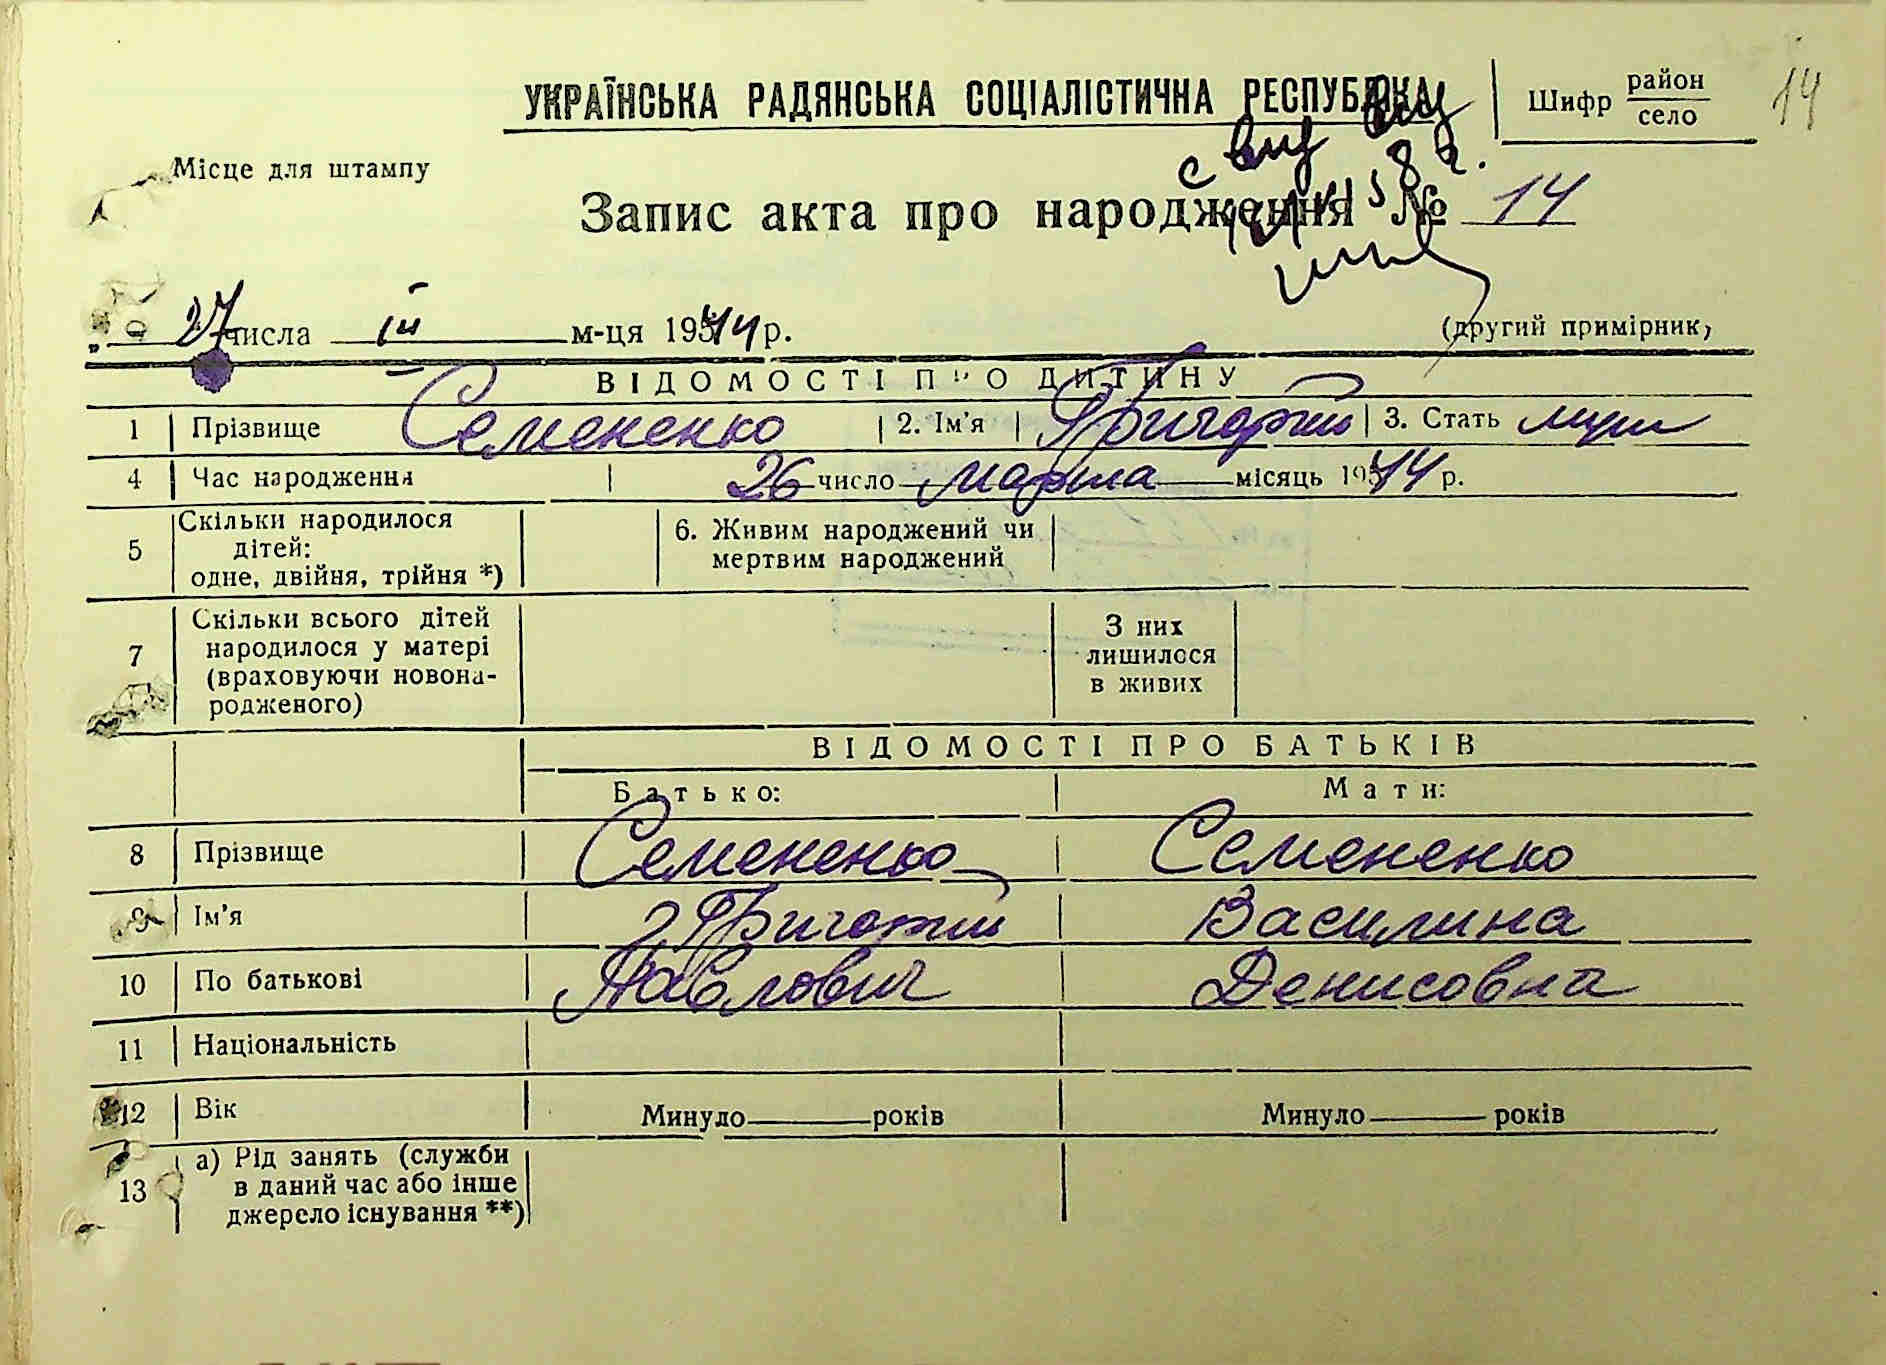 УКРАЇНСЬКА РАДЯНСЬКА СОЦІАЛІСТИЧНА РЕСПУБЛІКА
Шифр район село
14
Місце для штампу
Запис акта про народження № 14
27 числа III м-ця 1944 р.
(другий примірник)
ВІДОМОСТІ ПРО ДИТИНУ
1 Прізвище Семененко 2. Ім'я Григорій 3. Стать
4 Час народження 26 число марта місяць 1944 р.
5 Скільки народилося дітей: одне, двійня, трійня *) 6. Живим народжений чи мертвим народжений
7 Скільки всього дітей народилося у матері (враховуючи новонародженого) З них лишилося в живих
ВІДОМОСТІ ПРО БАТЬКІВ
Батько: Мати:
8 Прізвище Семененко Семененко
9 Ім'я Григорій Василина
10 По батькові Павлович Денисовна
11 Національність
12 Вік Минуло років Минуло років
13 а) Рід занять (служби в даний час або інше джерело існування **)